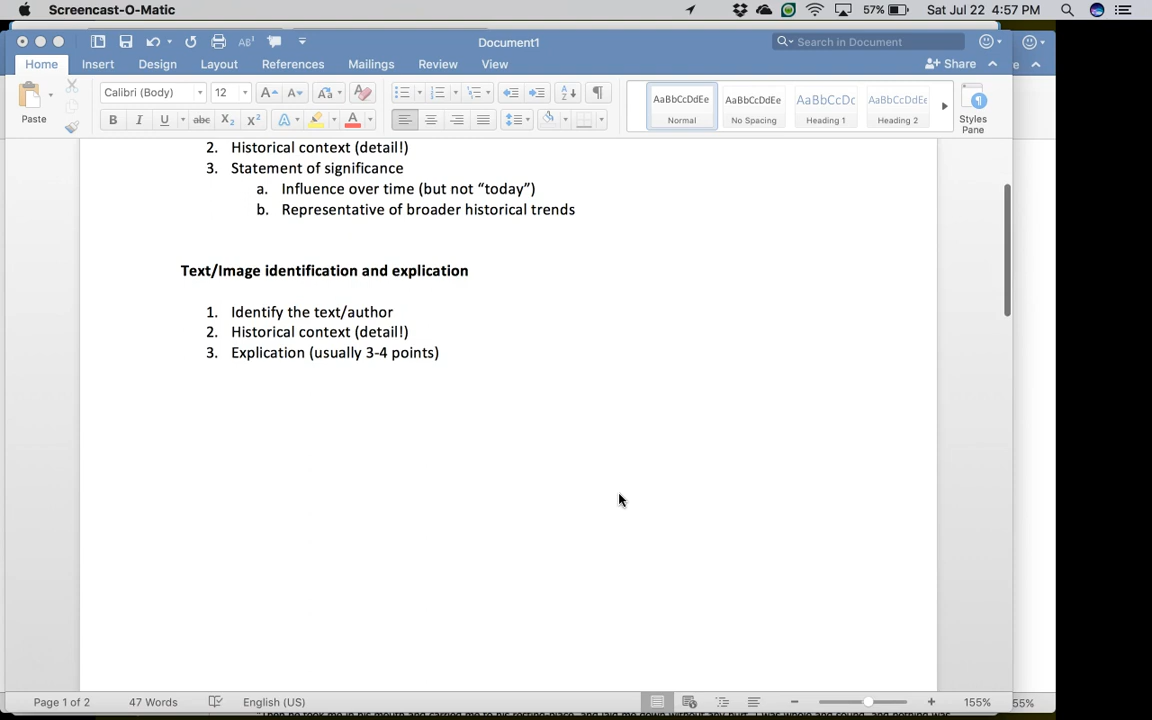 Screencast-O-Matic
57%
Sat Jul 22 4:57 PM
Document1
Search in Document
Home Insert Design Layout References Mailings Review View
Share
Paste
Calibri (Body) 12
AaBbCcDdEe AaBbCcDdEe AaBbCcDc AaBbCcDdEe
Normal No Spacing Heading 1 Heading 2
Styles
Pane
2. Historical context (detail!)
3. Statement of significance
a. Influence over time (but not “today”)
b. Representative of broader historical trends
Text/Image identification and explication
1. Identify the text/author
2. Historical context (detail!)
3. Explication (usually 3-4 points)
Page 1 of 2 47 Words English (US) 155% 55%